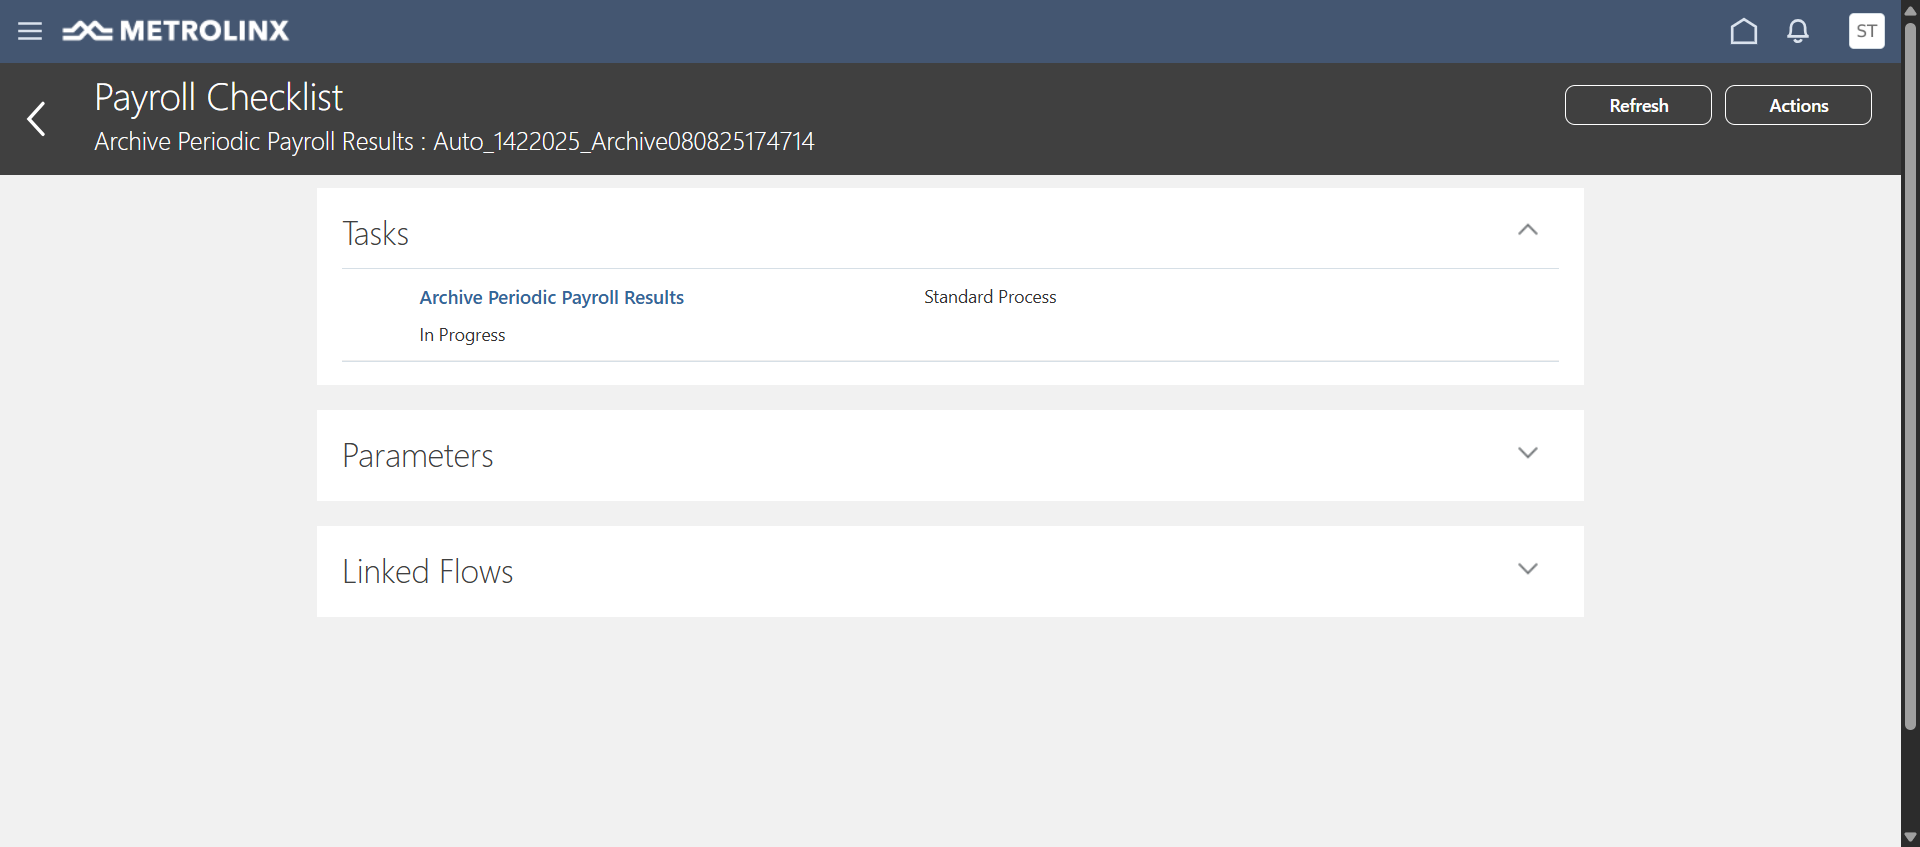 METROLINX
ST
Payroll Checklist
Archive Periodic Payroll Results : Auto_1422025_Archive080825174714
Refresh
Actions
Tasks
Archive Periodic Payroll Results
Standard Process
In Progress
Parameters
Linked Flows